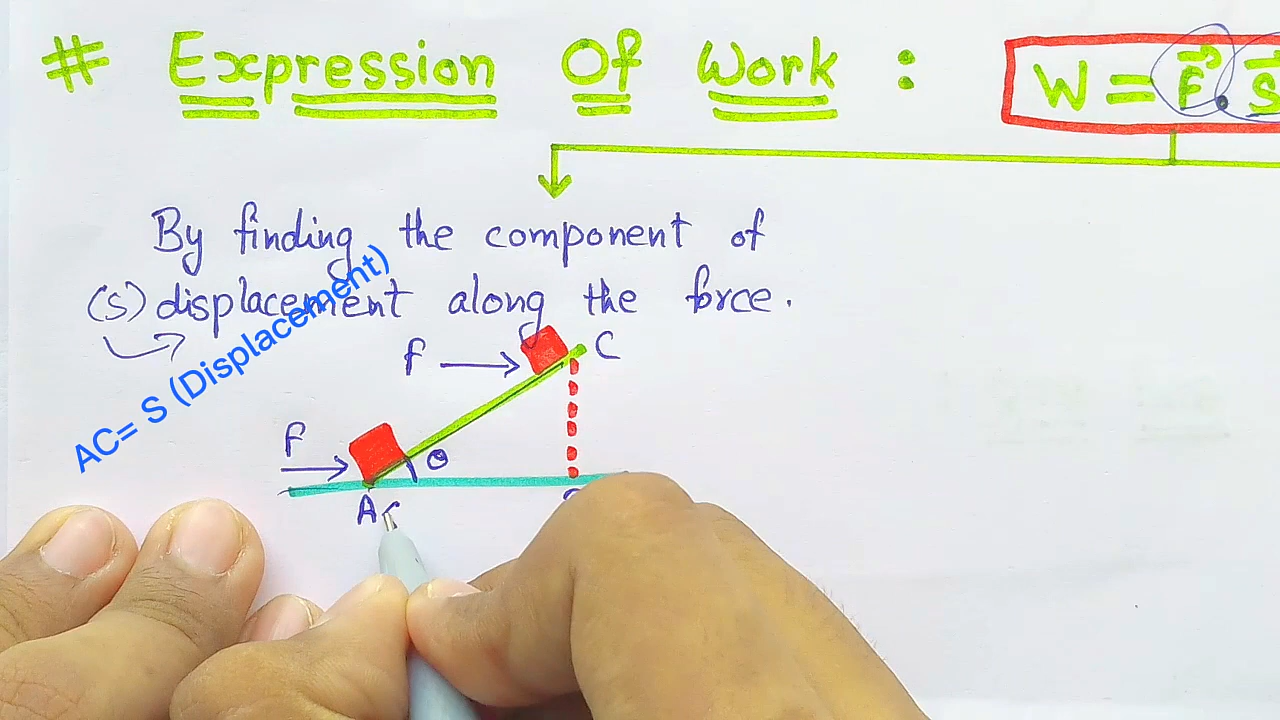 # Expression Of Work :
W = F⃗ . S⃗
By finding the component of
(S) displacement along the force.
AC= S (Displacement)
F
C
F
θ
A